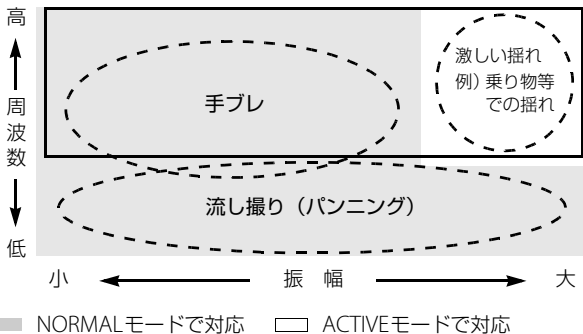 高
周波数
低
手ブレ
激しい揺れ
例）乗り物等
での揺れ
流し撮り（パンニング）
小
振 幅
大
NORMALモードで対応
ACTIVEモードで対応